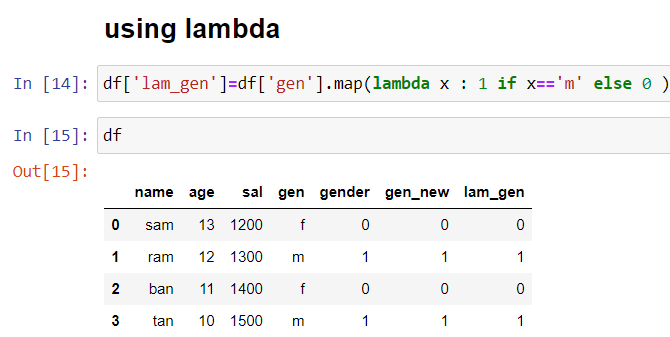 using lambda
In [14]: df['lam_gen']=df['gen'].map(lambda x : 1 if x=='m' else 0 )
In [15]: df
Out[15]:
name age sal gen gender gen_new lam_gen
0 sam 13 1200 f 0 0 0
1 ram 12 1300 m 1 1 1
2 ban 11 1400 f 0 0 0
3 tan 10 1500 m 1 1 1